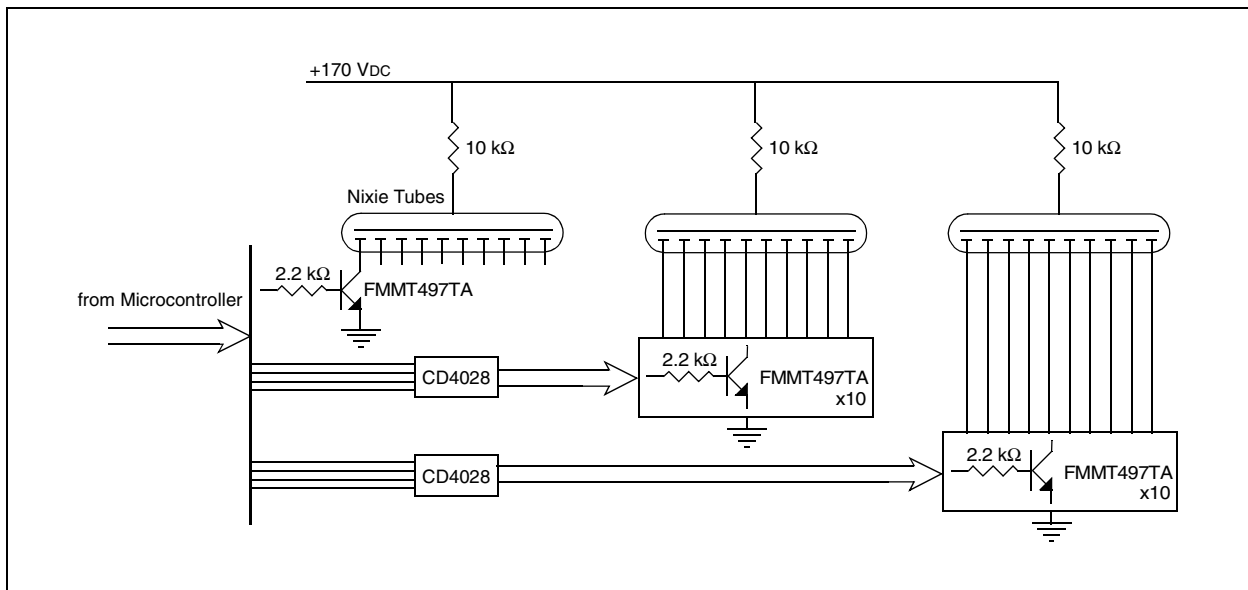 +170 VDC
10 kΩ
10 kΩ
10 kΩ
Nixie Tubes
2.2 kΩ
FMMT497TA
from Microcontroller
CD4028
2.2 kΩ
FMMT497TA
x10
CD4028
2.2 kΩ
FMMT497TA
x10